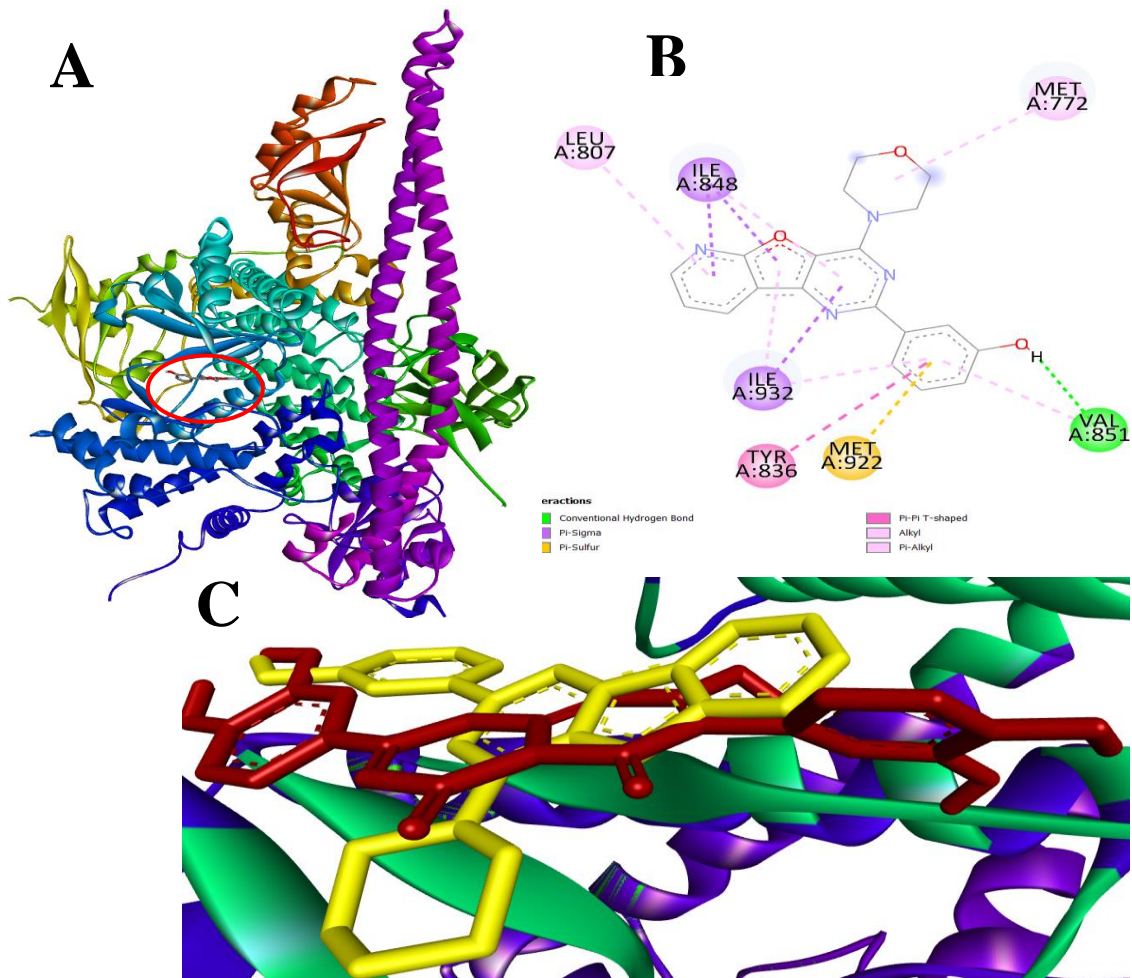 A
B
MET
A:772
LEU
A:807
ILE
A:848
O
N
O
N
N
N
O
H
ILE
A:932
VAL
A:851
TYR
A:836
MET
A:922
eractions
Conventional Hydrogen Bond
Pi-Sigma
Pi-Sulfur
Pi-Pi T-shaped
Alkyl
Pi-Alkyl
C